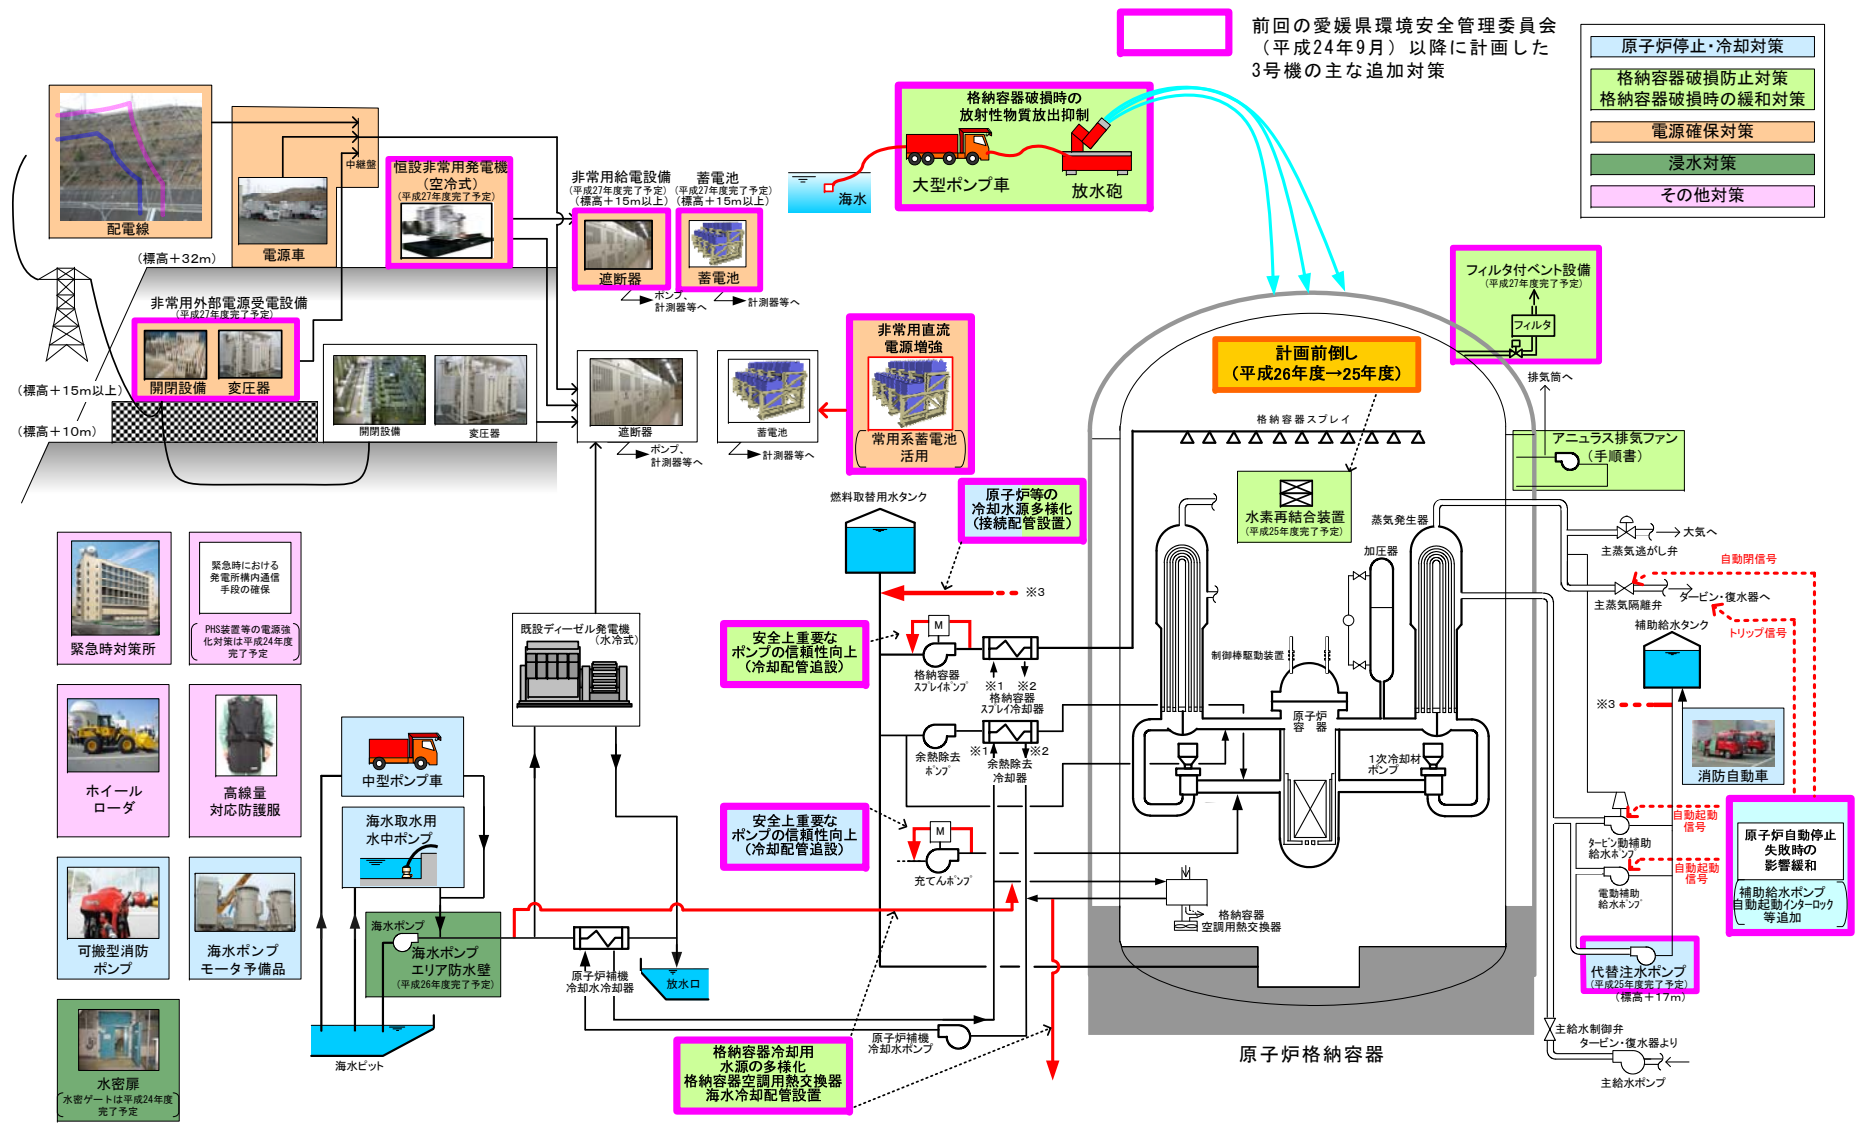 前回の愛媛県環境安全管理委員会
（平成24年9月）以降に計画した
3号機の主な追加対策
原子炉停止・冷却対策
格納容器破損防止対策
格納容器破損時の緩和対策
電源確保対策
浸水対策
その他対策
配電線
電源車
中継盤
恒設非常用発電機
（空冷式）
（平成27年度完了予定）
非常用給電設備
（平成27年度完了予定）
（標高＋15m以上）
遮断器
ポンプ、
計測器等へ
蓄電池
（平成27年度完了予定）
（標高＋15m以上）
蓄電池
計測器等へ
海水
格納容器破損時の
放射性物質放出抑制
大型ポンプ車
放水砲
（標高＋32m）
非常用外部電源受電設備
（平成27年度完了予定）
開閉設備
変圧器
（標高＋15m以上）
（標高＋10m）
開閉設備
変圧器
遮断器
ポンプ、
計測器等へ
蓄電池
計測器等へ
非常用直流
電源増強
常用系蓄電池
活用
フィルタ付ベント設備
（平成27年度完了予定）
フィルタ
排気筒へ
アニュラス排気ファン
（手順書）
計画前倒し
（平成26年度→25年度）
格納容器スプレイ
水素再結合装置
（平成25年度完了予定）
蒸気発生器
加圧器
制御棒駆動装置
原子炉
容器
1次冷却材
ポンプ
格納容器
空調用熱交換器
原子炉格納容器
燃料取替用水タンク
原子炉等の
冷却水源多様化
（接続配管設置）
※3
安全上重要な
ポンプの信頼性向上
（冷却配管追設）
M
格納容器
スプレイポンプ
※1
※2
格納容器
スプレイ冷却器
余熱除去
ポンプ
※1
※2
余熱除去
冷却器
安全上重要な
ポンプの信頼性向上
（冷却配管追設）
M
充てんポンプ
大気へ
主蒸気逃がし弁
自動閉信号
主蒸気隔離弁
タービン・復水器へ
トリップ信号
補助給水タンク
※3
消防自動車
自動起動
信号
タービン動補助
給水ポンプ
自動起動
信号
電動補助
給水ポンプ
原子炉自動停止
失敗時の
影響緩和
補助給水ポンプ
自動起動インターロック
等追加
代替注水ポンプ
（平成25年度完了予定）
（標高＋17m）
主給水制御弁
タービン・復水器より
主給水ポンプ
緊急時対策所
緊急時における
発電所構内通信
手段の確保
PHS装置等の電源強
化対策は平成24年度
完了予定
ホイール
ローダ
高線量
対応防護服
可搬型消防
ポンプ
海水ポンプ
モータ予備品
水密扉
水密ゲートは平成24年度
完了予定
既設ディーゼル発電機
（水冷式）
中型ポンプ車
海水取水用
水中ポンプ
海水ポンプ
海水ポンプ
エリア防水壁
（平成26年度完了予定）
海水ピット
原子炉補機
冷却水冷却器
放水口
原子炉補機
冷却水ポンプ
格納容器冷却用
水源の多様化
格納容器空調用熱交換器
海水冷却配管設置